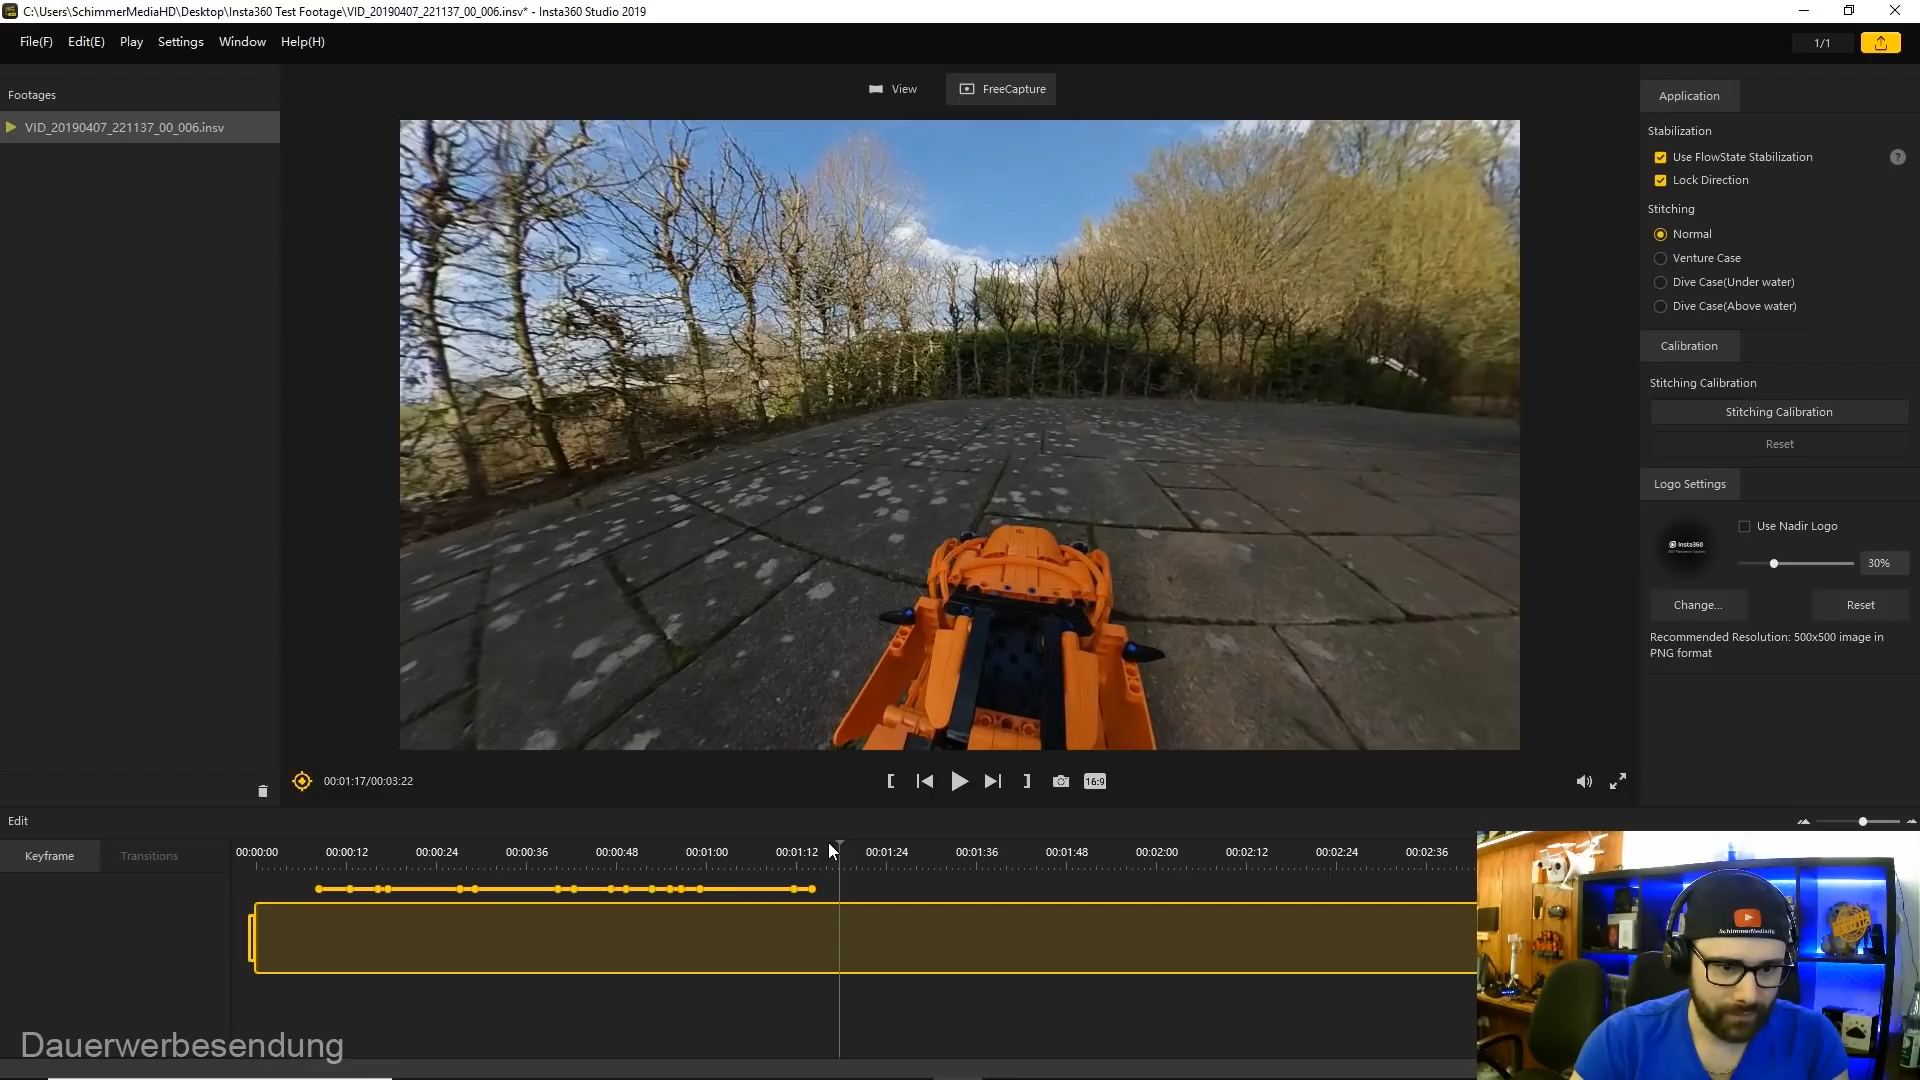 C:\Users\SchimmerMediaHD\Desktop\Insta360 Test Footage\VID_20190407_221137_00_006.insv* - Insta360 Studio 2019
File(F) Edit(E) Play Settings Window Help(H)
1/1
Footages
VID_20190407_221137_00_006.insv
View
FreeCapture
Application
Stabilization
Use FlowState Stabilization
?
Lock Direction
Stitching
Normal
Venture Case
Dive Case(Under water)
Dive Case(Above water)
Calibration
Stitching Calibration
Stitching Calibration
Reset
Logo Settings
Insta360
Use Nadir Logo
30%
Change...
Reset
Recommended Resolution: 500x500 image in
PNG format
00:01:17/00:03:22
16:9
Edit
Keyframe
Transitions
00:00:00 00:00:12 00:00:24 00:00:36 00:00:48 00:01:00 00:01:12 00:01:24 00:01:36 00:01:48 00:02:00 00:02:12 00:02:24 00:02:36
SchimmerMediaHD
Dauerwerbesendung